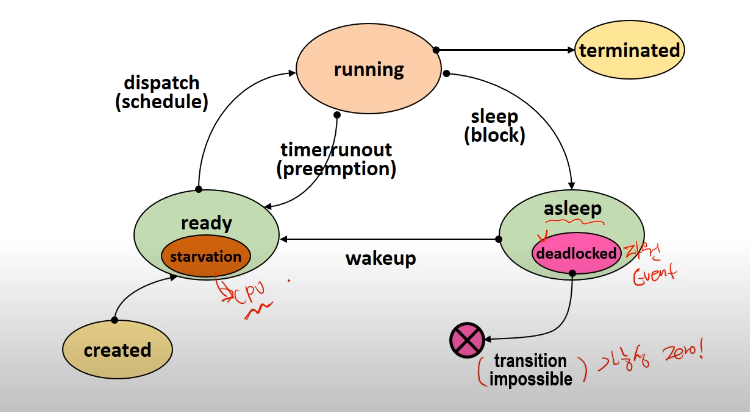 running
terminated
dispatch
(schedule)
sleep
(block)
timerrunout
(preemption)
ready
starvation
asleep
deadlocked
자원
Event
wakeup
CPU
created
(transition
impossible)
가능성 zero!